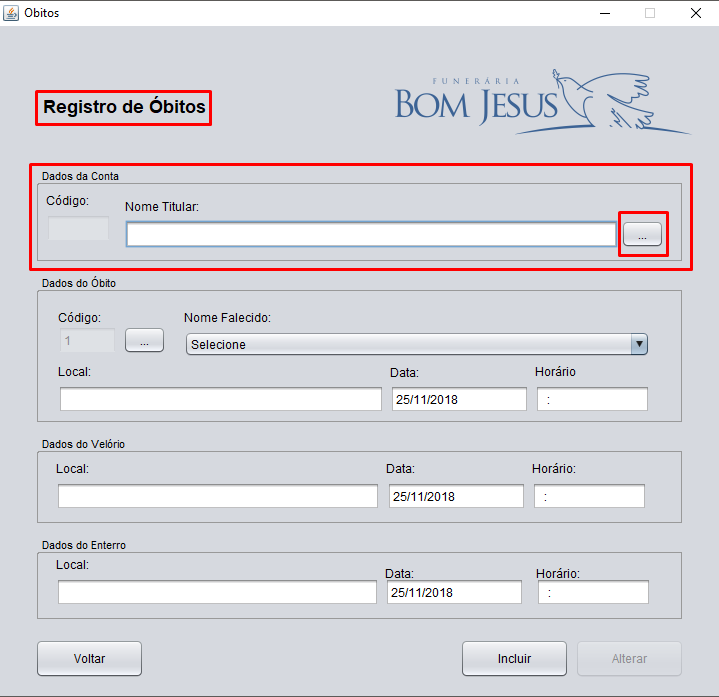 Obitos
FUNERÁRIA
BOM JESUS
Registro de Óbitos
Dados da Conta
Código:
Nome Titular:
...
Dados do Óbito
Código:
Nome Falecido:
1
...
Selecione
Local:
Data:
Horário
25/11/2018
:
Dados do Velório
Local:
Data:
Horário:
25/11/2018
:
Dados do Enterro
Local:
Data:
Horário:
25/11/2018
:
Voltar
Incluir
Alterar